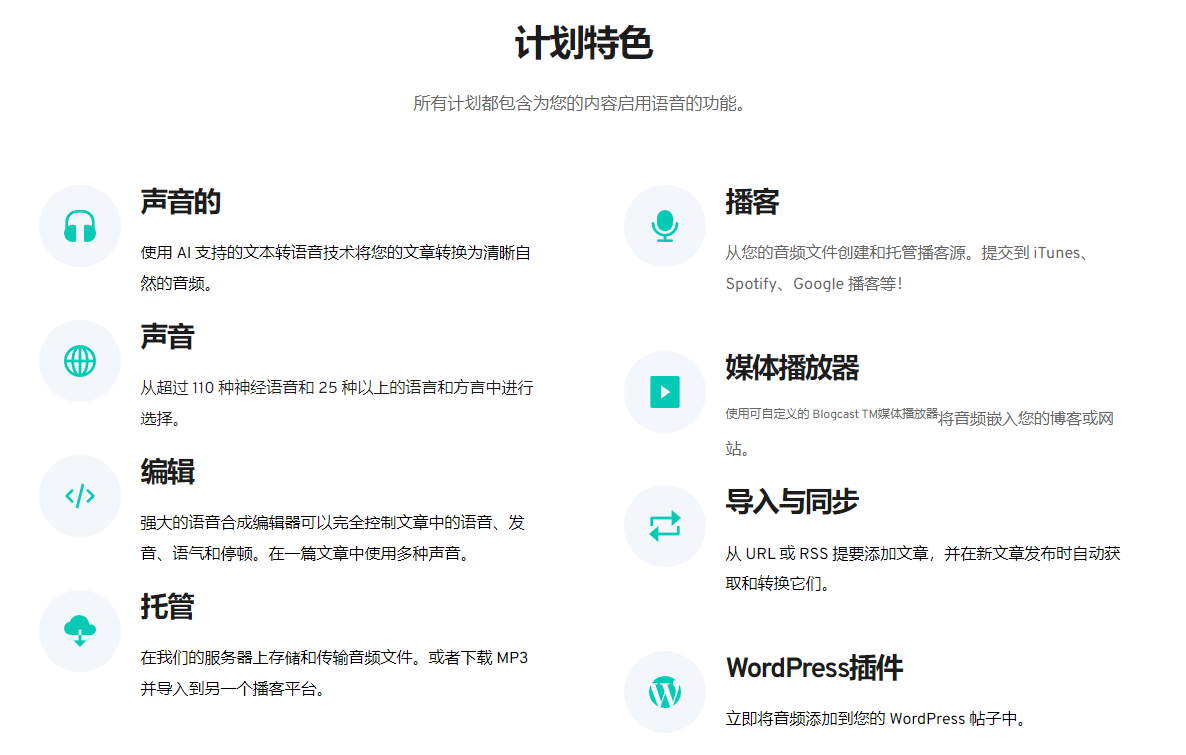 计划特色
所有计划都包含为您的内容启用语音的功能。
声音的
使用 AI 支持的文本转语音技术将您的文章转换为清晰自
然的音频。
声音
从超过 110 种神经语音和 25 种以上的语言和方言中进行
选择。
编辑
强大的语音合成编辑器可以完全控制文章中的语音、发
音、语气和停顿。在一篇文章中使用多种声音。
托管
在我们的服务器上存储和传输音频文件。或者下载 MP3
并导入到另一个播客平台。
播客
从您的音频文件创建和托管播客源。提交到 iTunes、
Spotify、Google 播客等！
媒体播放器
使用可自定义的 Blogcast TM媒体播放器将音频嵌入您的博客或网
站。
导入与同步
从 URL 或 RSS 提要添加文章，并在新文章发布时自动获
取和转换它们。
WordPress插件
立即将音频添加到您的 WordPress 帖子中。